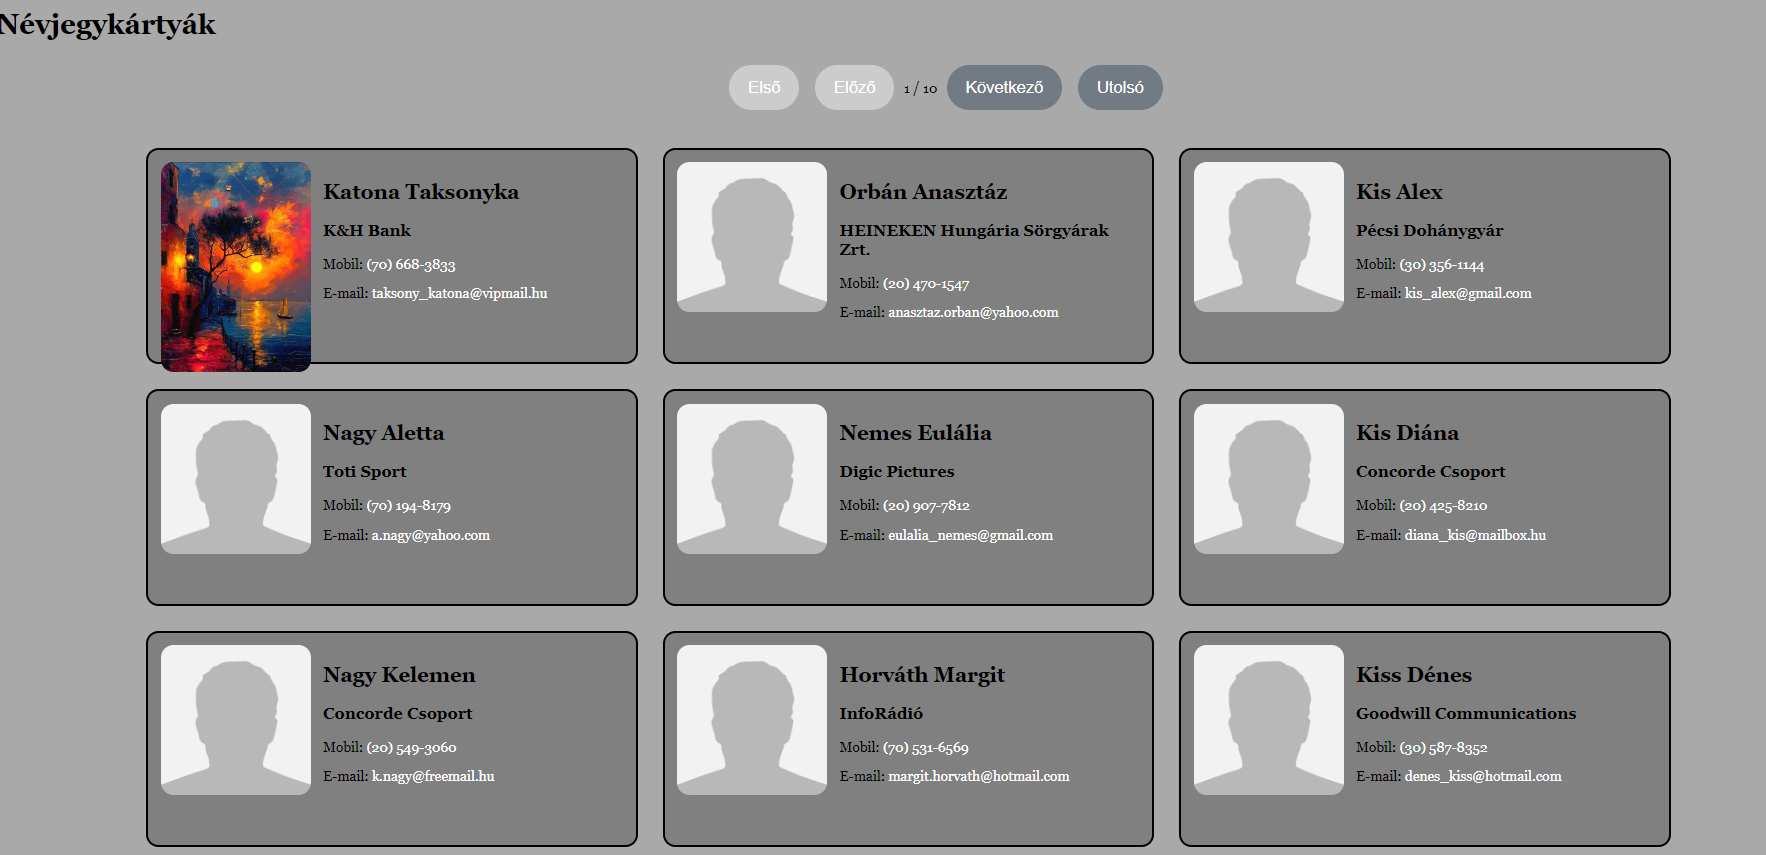 Névjegykártyák
Első Előző 1 / 10 Következő Utolsó
Katona Taksonyka
K&H Bank
Mobil: (70) 668-3833
E-mail: taksony_katona@vipmail.hu
Orbán Anasztáz
HEINEKEN Hungária Sörgyárak
Zrt.
Mobil: (20) 470-1547
E-mail: anasztaz.orban@yahoo.com
Kis Alex
Pécsi Dohánygyár
Mobil: (30) 356-1144
E-mail: kis_alex@gmail.com
Nagy Aletta
Toti Sport
Mobil: (70) 194-8179
E-mail: a.nagy@yahoo.com
Nemes Eulália
Digic Pictures
Mobil: (20) 907-7812
E-mail: eulalia_nemes@gmail.com
Kis Diána
Concorde Csoport
Mobil: (20) 425-8210
E-mail: diana_kis@mailbox.hu
Nagy Kelemen
Concorde Csoport
Mobil: (20) 549-3060
E-mail: k.nagy@freemail.hu
Horváth Margit
InfoRádió
Mobil: (70) 531-6569
E-mail: margit.horvath@hotmail.com
Kiss Dénes
Goodwill Communications
Mobil: (30) 587-8352
E-mail: denes_kiss@hotmail.com